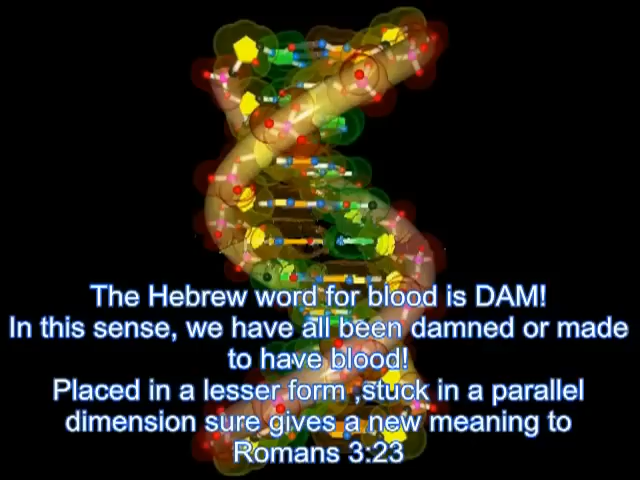 The Hebrew word for blood is DAM!
In this sense, we have all been damned or made
to have blood!
Placed in a lesser form ,stuck in a parallel
dimension sure gives a new meaning to
Romans 3:23